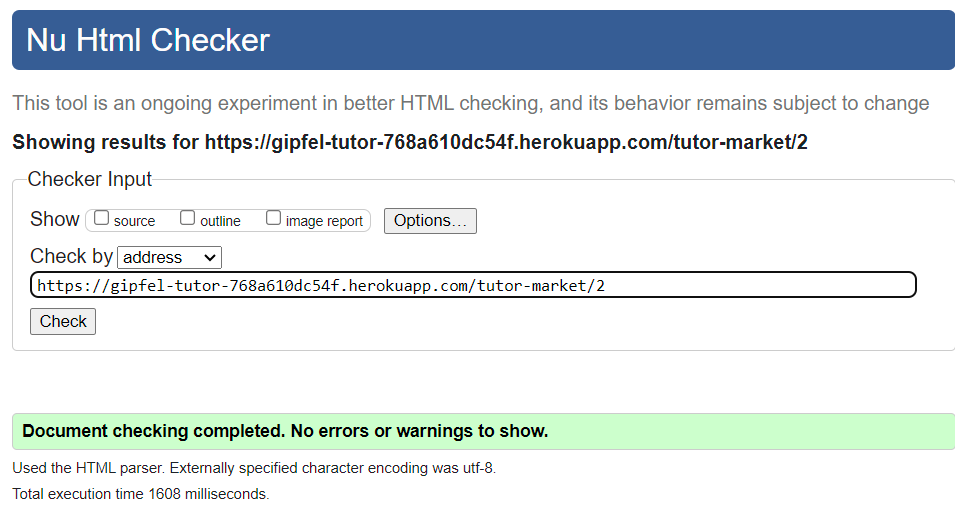 Nu Html Checker
This tool is an ongoing experiment in better HTML checking, and its behavior remains subject to change
Showing results for https://gipfel-tutor-768a610dc54f.herokuapp.com/tutor-market/2
Checker Input
Show source outline image report Options...
Check by address
https://gipfel-tutor-768a610dc54f.herokuapp.com/tutor-market/2
Check
Document checking completed. No errors or warnings to show.
Used the HTML parser. Externally specified character encoding was utf-8.
Total execution time 1608 milliseconds.